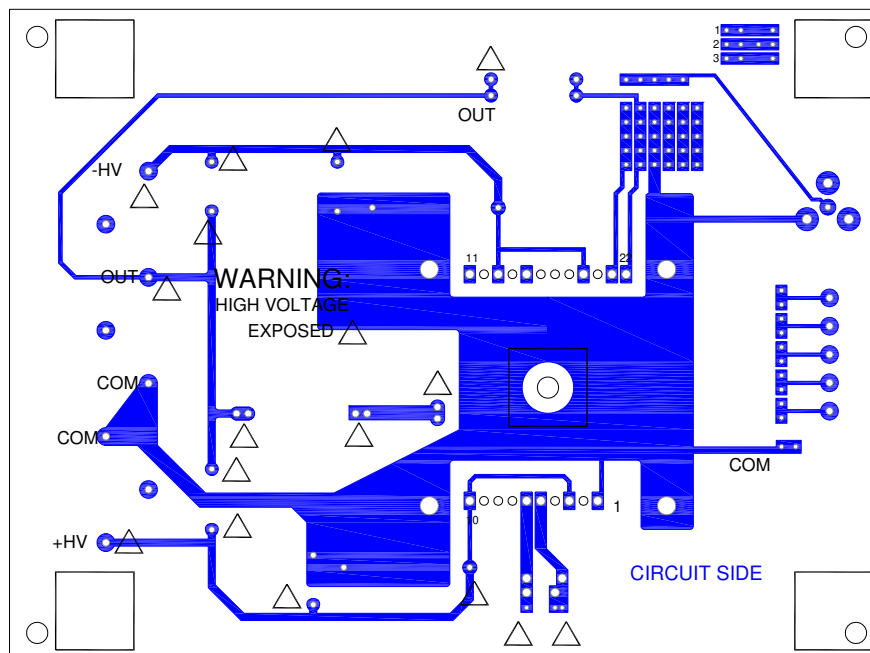 1
2
3
OUT
-HV
11
22
OUT
WARNING:
HIGH VOLTAGE
EXPOSED
COM
COM
COM
10
1
+HV
CIRCUIT SIDE